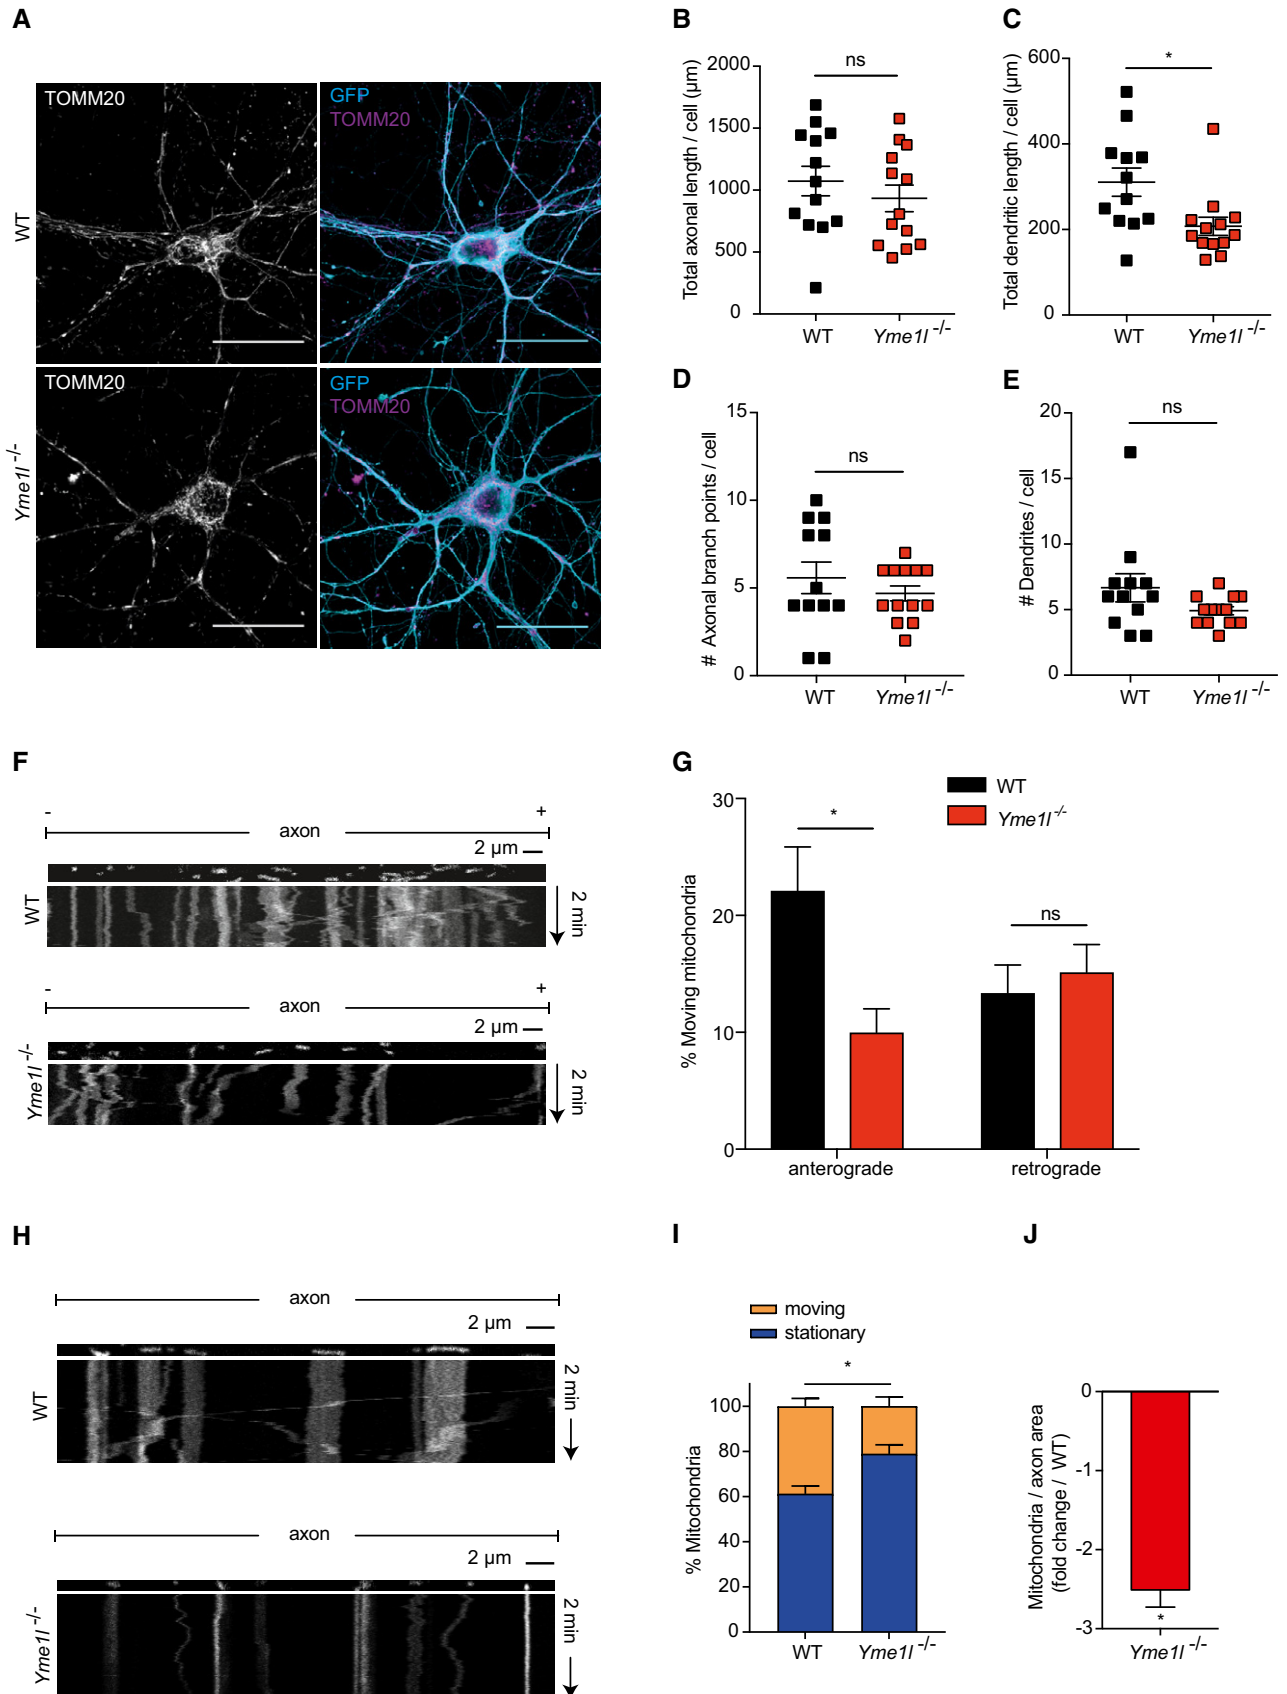 A
TOMM20
GFP
TOMM20
WT
TOMM20
GFP
TOMM20
Yme1l -/-
B
Total axonal length / cell (µm)
2000
1500
1000
500
0
ns
WT
Yme1l -/-
C
Total dendritic length / cell (µm)
600
400
200
0
*
WT
Yme1l -/-
D
# Axonal branch points / cell
15
10
5
0
ns
WT
Yme1l -/-
E
# Dendrites / cell
20
15
10
5
0
ns
WT
Yme1l -/-
F
- +
axon
2 µm
WT
2 min
- +
axon
2 µm
Yme1l -/-
2 min
G
WT
Yme1l -/-
% Moving mitochondria
30
20
10
0
*
ns
anterograde
retrograde
H
axon
2 µm
WT
2 min
axon
2 µm
Yme1l -/-
2 min
I
moving
stationary
*
% Mitochondria
100
80
60
40
20
0
WT
Yme1l -/-
J
Mitochondria / axon area
(fold change / WT)
0
-1
-2
-3
*
Yme1l -/-